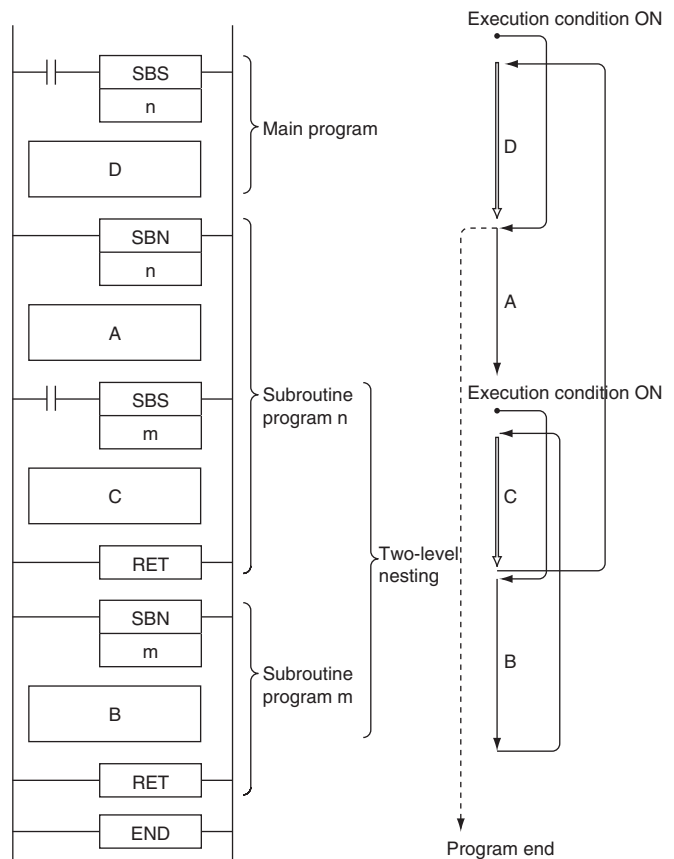 SBS
n
Main program
D
SBN
n
A
SBS
m
Subroutine
program n
C
RET
Two-level
nesting
SBN
m
Subroutine
program m
B
RET
END
Execution condition ON
D
A
Execution condition ON
C
B
Program end